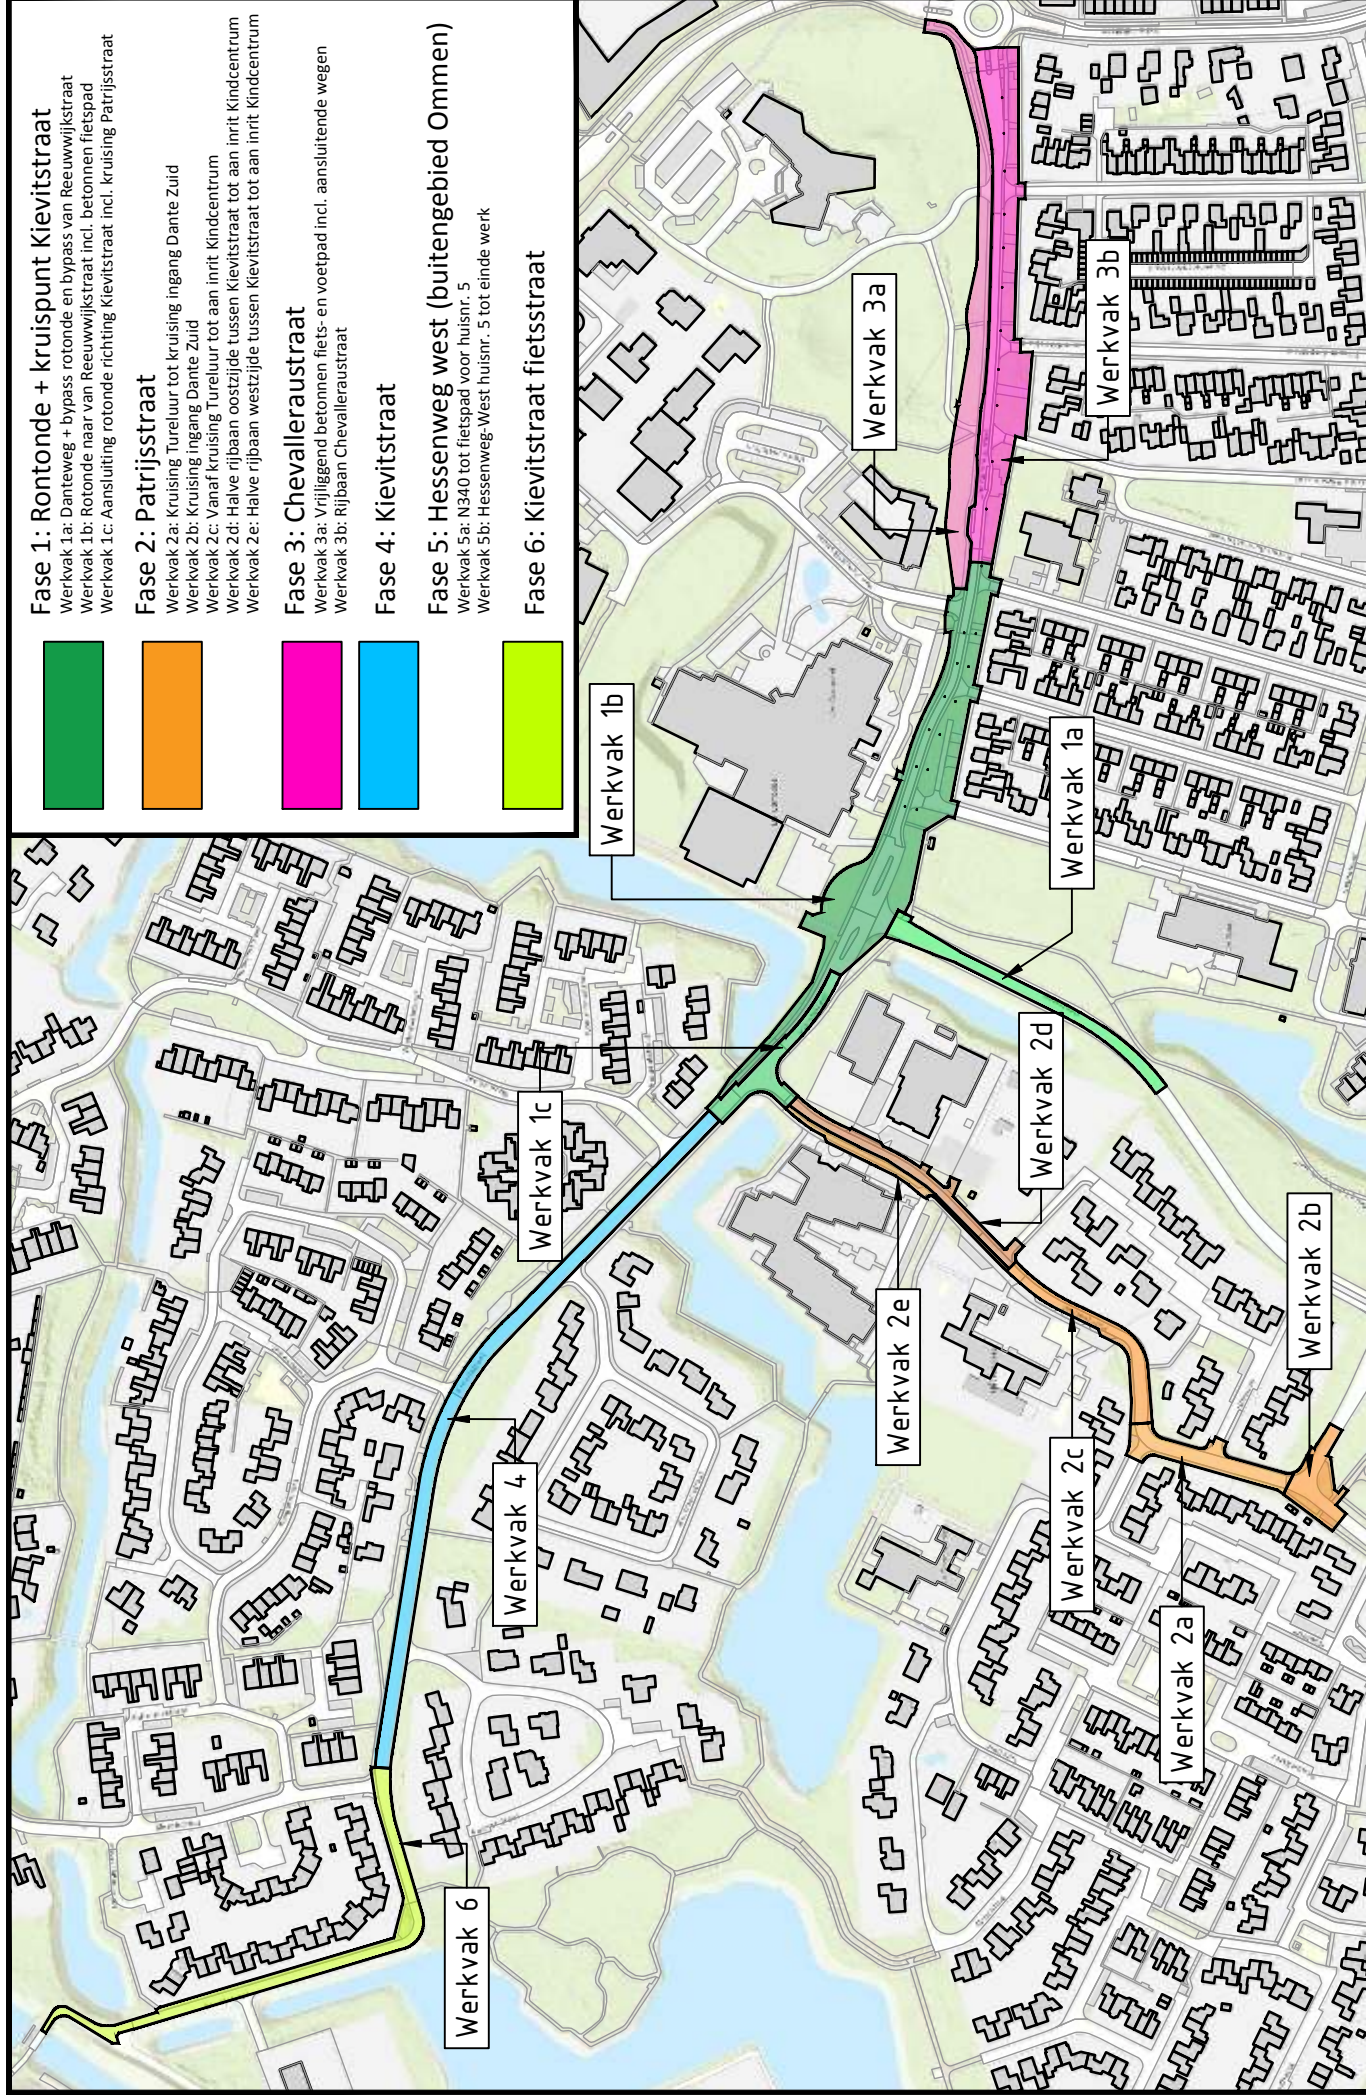 Fase 1: Rontonde + kruispunt Kievitstraat
Werkvak 1a: Danteweg + bypass rotonde en bypass van Reeuwwijkstraat
Werkvak 1b: Rotonde naar van Reeuwwijkstraat incl. betonnen fietspad
Werkvak 1c: Aansluiting rotonde richting Kievitstraat incl. kruising Patrijsstraat
Fase 2: Patrijsstraat
Werkvak 2a: Kruising Tureluur tot kruising ingang Dante Zuid
Werkvak 2b: Kruising ingang Dante Zuid
Werkvak 2c: Vanaf kruising Tureluur tot aan inrit Kindcentrum
Werkvak 2d: Halve rijbaan oostzijde tussen Kievitstraat tot aan inrit Kindcentrum
Werkvak 2e: Halve rijbaan westzijde tussen Kievitstraat tot aan inrit Kindcentrum
Fase 3: Chevalleraustraat
Werkvak 3a: Vrijliggend betonnen fiets- en voetpad incl. aansluitende wegen
Werkvak 3b: Rijbaan Chevalleraustraat
Fase 4: Kievitstraat
Fase 5: Hessenweg west (buitengebied Ommen)
Werkvak 5a: N340 tot fietspad voor huisnr. 5
Werkvak 5b: Hessenweg-West huisnr. 5 tot einde werk
Fase 6: Kievitstraat fietsstraat
Werkvak 1b
Werkvak 3a
Werkvak 3b
Werkvak 1a
Werkvak 1c
Werkvak 2d
Werkvak 2e
Werkvak 2b
Werkvak 4
Werkvak 2c
Werkvak 2a
Werkvak 6